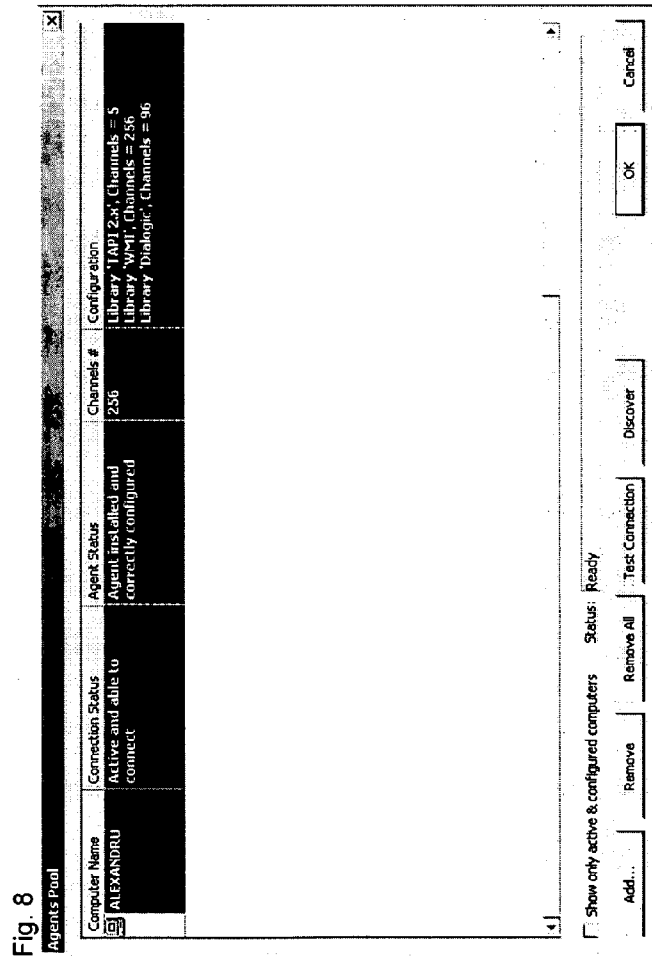 Fig. 8
Agents Pool
Computer Name Connection Status Agent Status Channels # Configuration
ALEXANDRU Active and able to connect Agent installed and correctly configured 256 Library 'TAPI 2.x', Channels = 5
Library 'WMI', Channels = 256
Library 'Dialogic', Channels = 96
Show only active & configured computers Status: Ready
Add... Remove Remove All Test Connection Discover OK Cancel